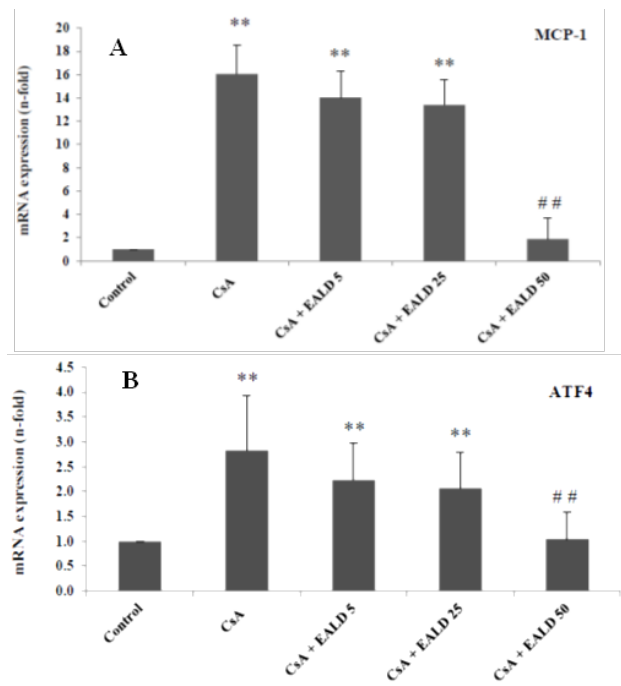 A
MCP-1
mRNA expression (n-fold)
20
18
16
14
12
10
8
6
4
2
0
**
**
**
# #
Control
CsA
CsA + EALD 5
CsA + EALD 25
CsA + EALD 50
B
ATF4
mRNA expression (n-fold)
4.5
4.0
3.5
3.0
2.5
2.0
1.5
1.0
0.5
0.0
**
**
**
# #
Control
CsA
CsA + EALD 5
CsA + EALD 25
CsA + EALD 50